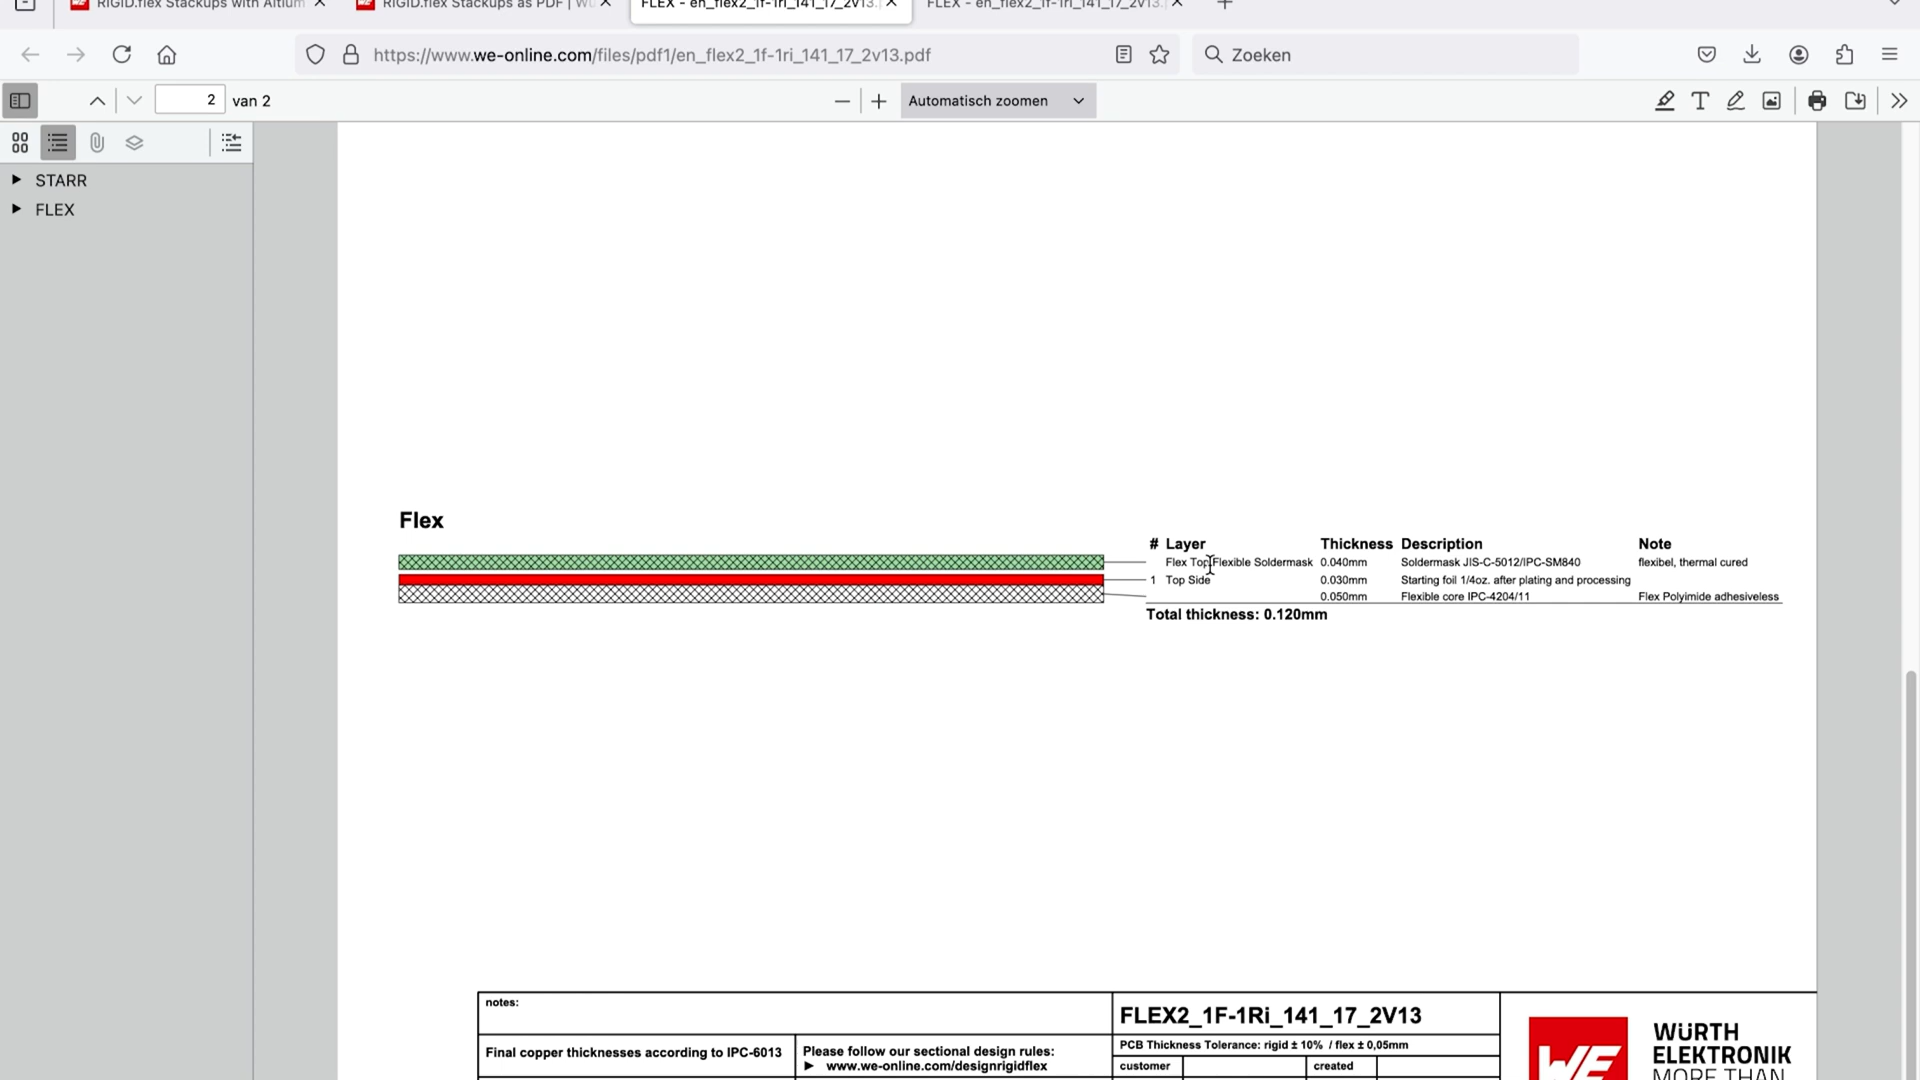 RIGID.flex Stackups with Altium
RIGID.flex Stackups as PDF | Wü
FLEX - en_flex2_1f-1ri_141_17_2v13.
FLEX - en_flex2_1f-1ri_141_17_2v13.
https://www.we-online.com/files/pdf1/en_flex2_1f-1ri_141_17_2v13.pdf
Zoeken
2 van 2
Automatisch zoomen
STARR
FLEX
Flex
# Layer Thickness Description Note
Flex Top Flexible Soldermask 0.040mm Soldermask JIS-C-5012/IPC-SM840 flexibel, thermal cured
1 Top Side 0.030mm Starting foil 1/4oz. after plating and processing
0.050mm Flexible core IPC-4204/11 Flex Polyimide adhesiveless
Total thickness: 0.120mm
notes:
FLEX2_1F-1Ri_141_17_2V13
PCB Thickness Tolerance: rigid ± 10% / flex ± 0,05mm
Final copper thicknesses according to IPC-6013
Please follow our sectional design rules:
► www.we-online.com/designrigidflex
customer
created
WE
WÜRTH
ELEKTRONIK
MORE THAN